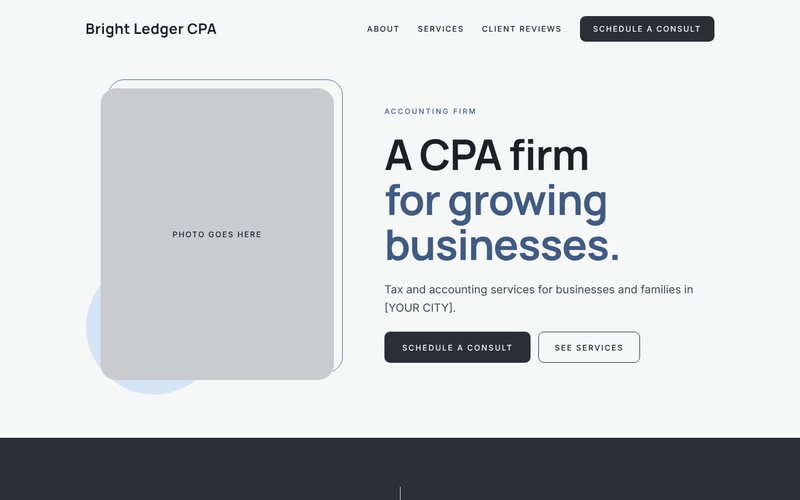 Bright Ledger CPA
ABOUT
SERVICES
CLIENT REVIEWS
SCHEDULE A CONSULT
PHOTO GOES HERE
ACCOUNTING FIRM
A CPA firm
for growing
businesses.
Tax and accounting services for businesses and families in
[YOUR CITY].
SCHEDULE A CONSULT
SEE SERVICES